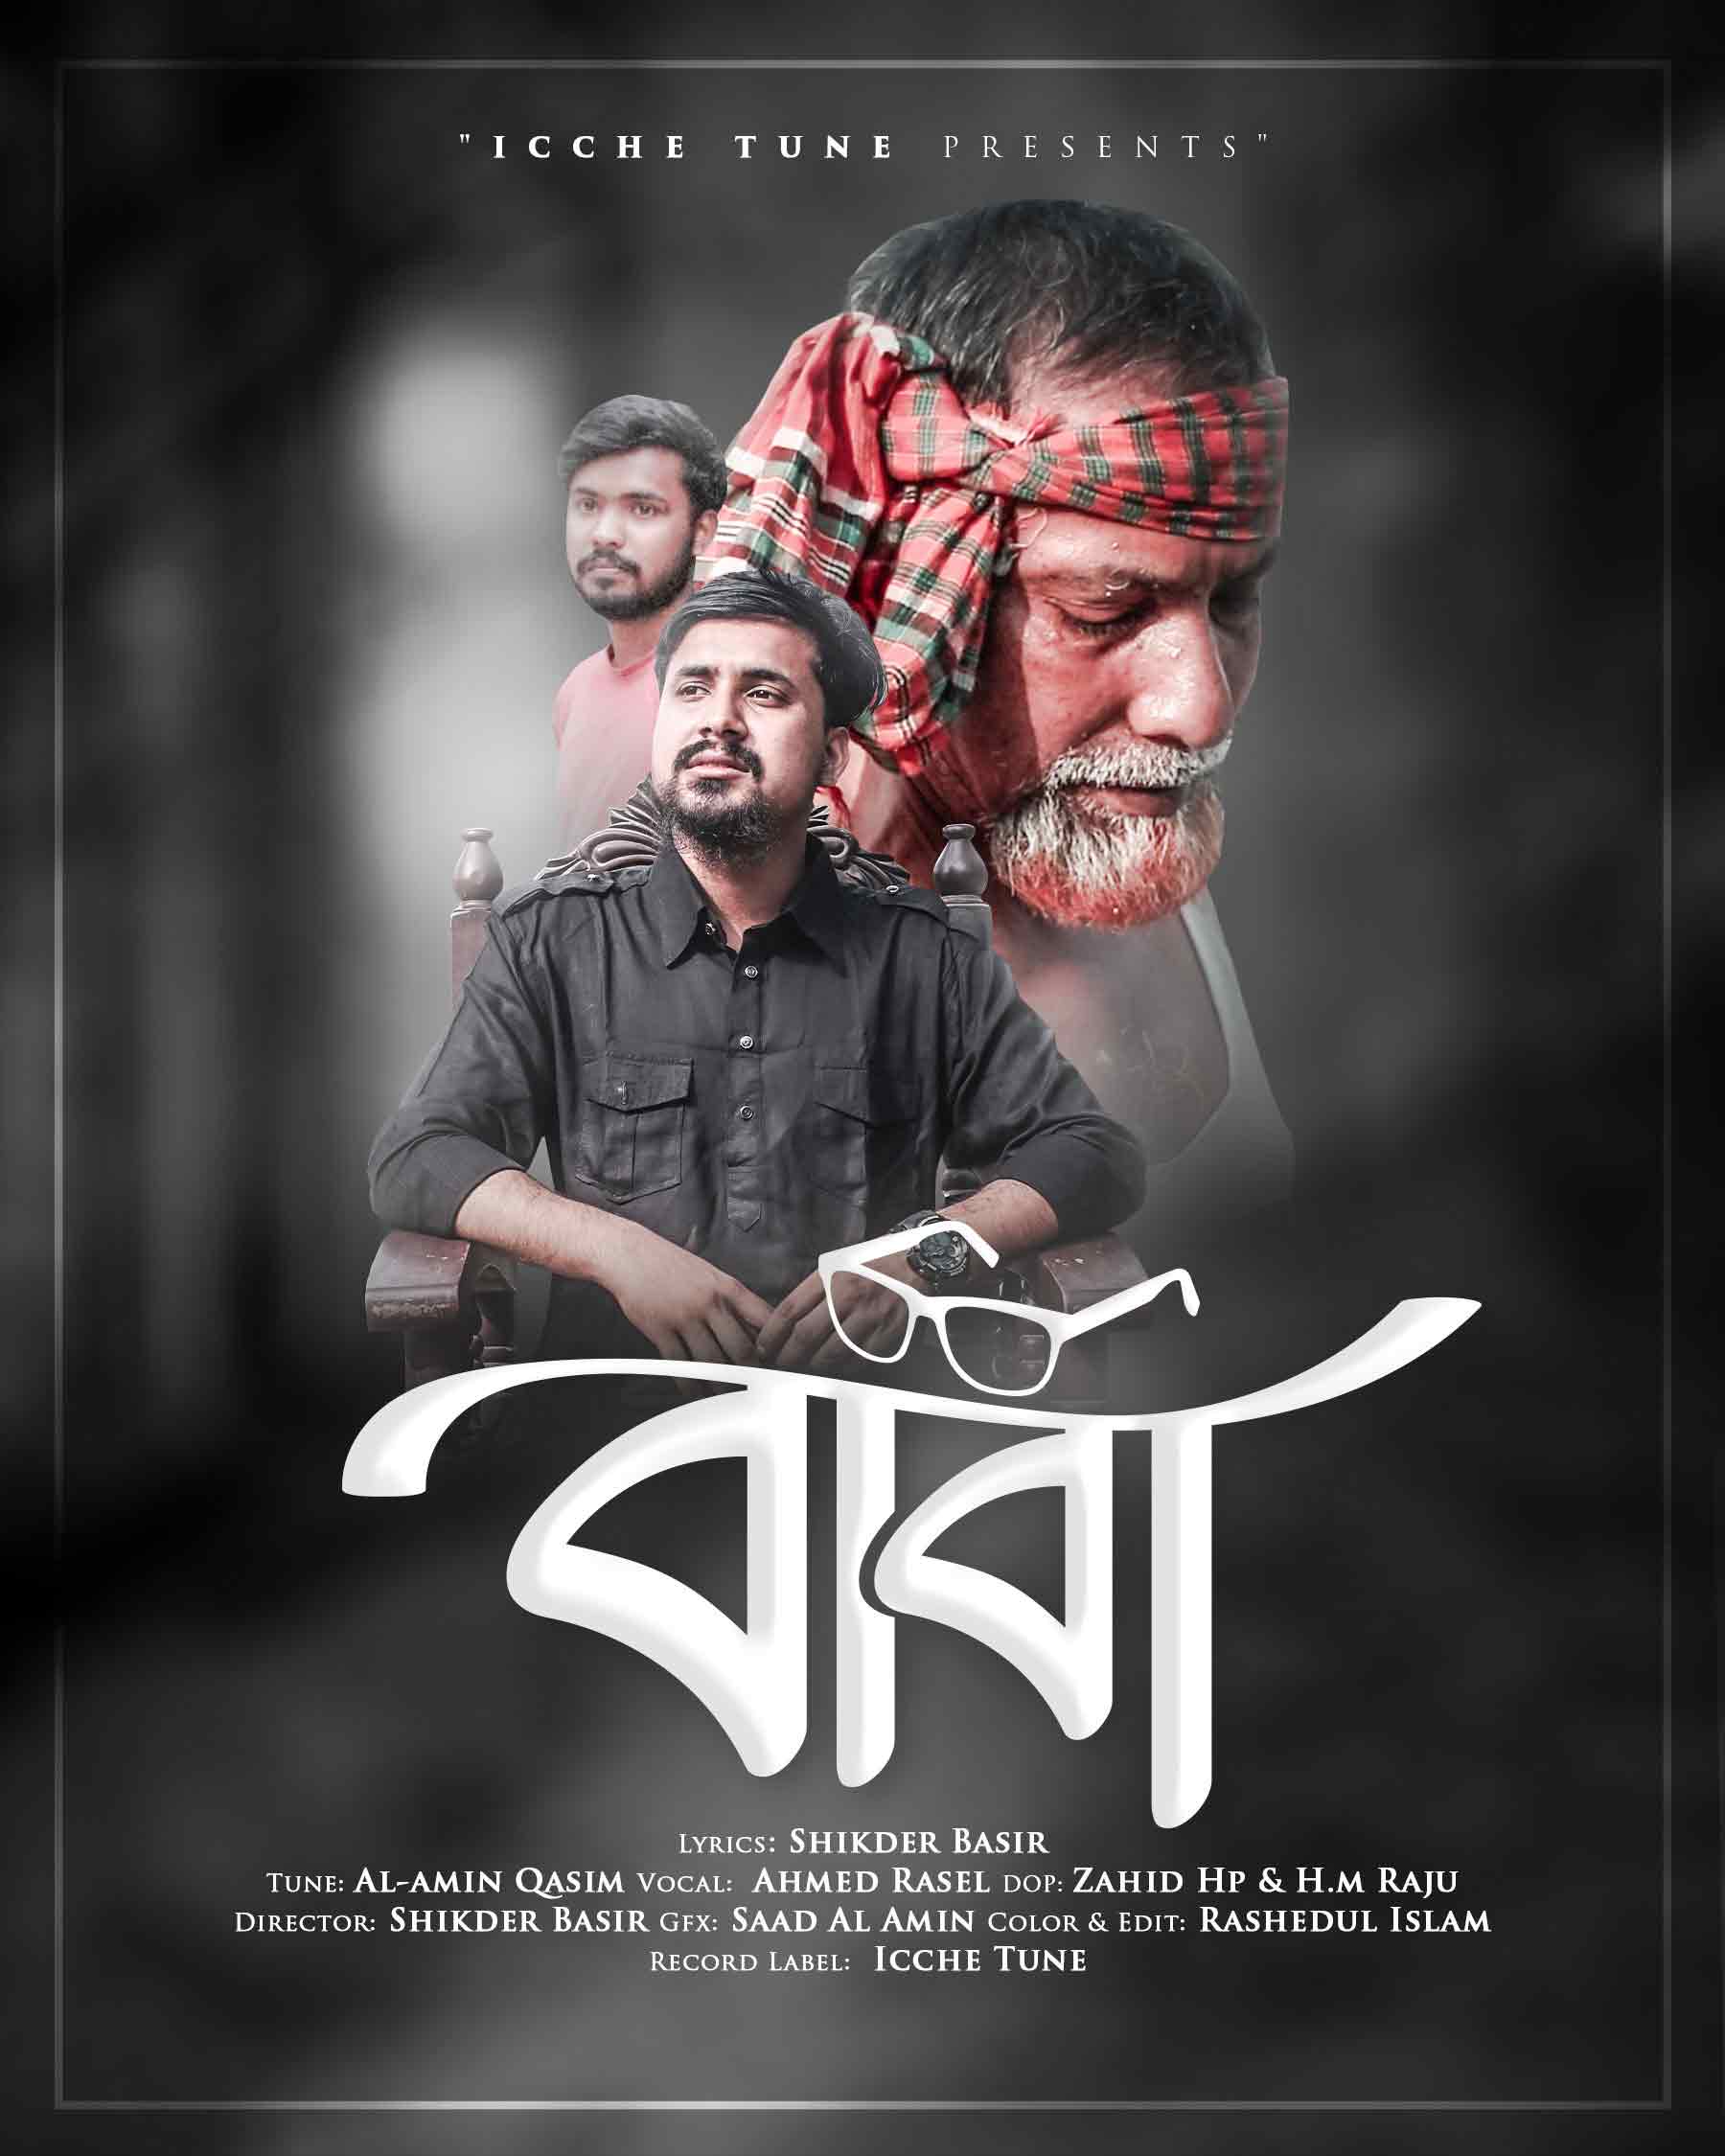 "ICCHE TUNE PRESENTS"
বাবা
LYRICS: SHIKDER BASIR
TUNE: AL-AMIN QASIM VOCAL: AHMED RASEL DOP: ZAHID HP & H.M RAJU
DIRECTOR: SHIKDER BASIR GFX: SAAD AL AMIN COLOR & EDIT: RASHEDUL ISLAM
RECORD LABEL: ICCHE TUNE